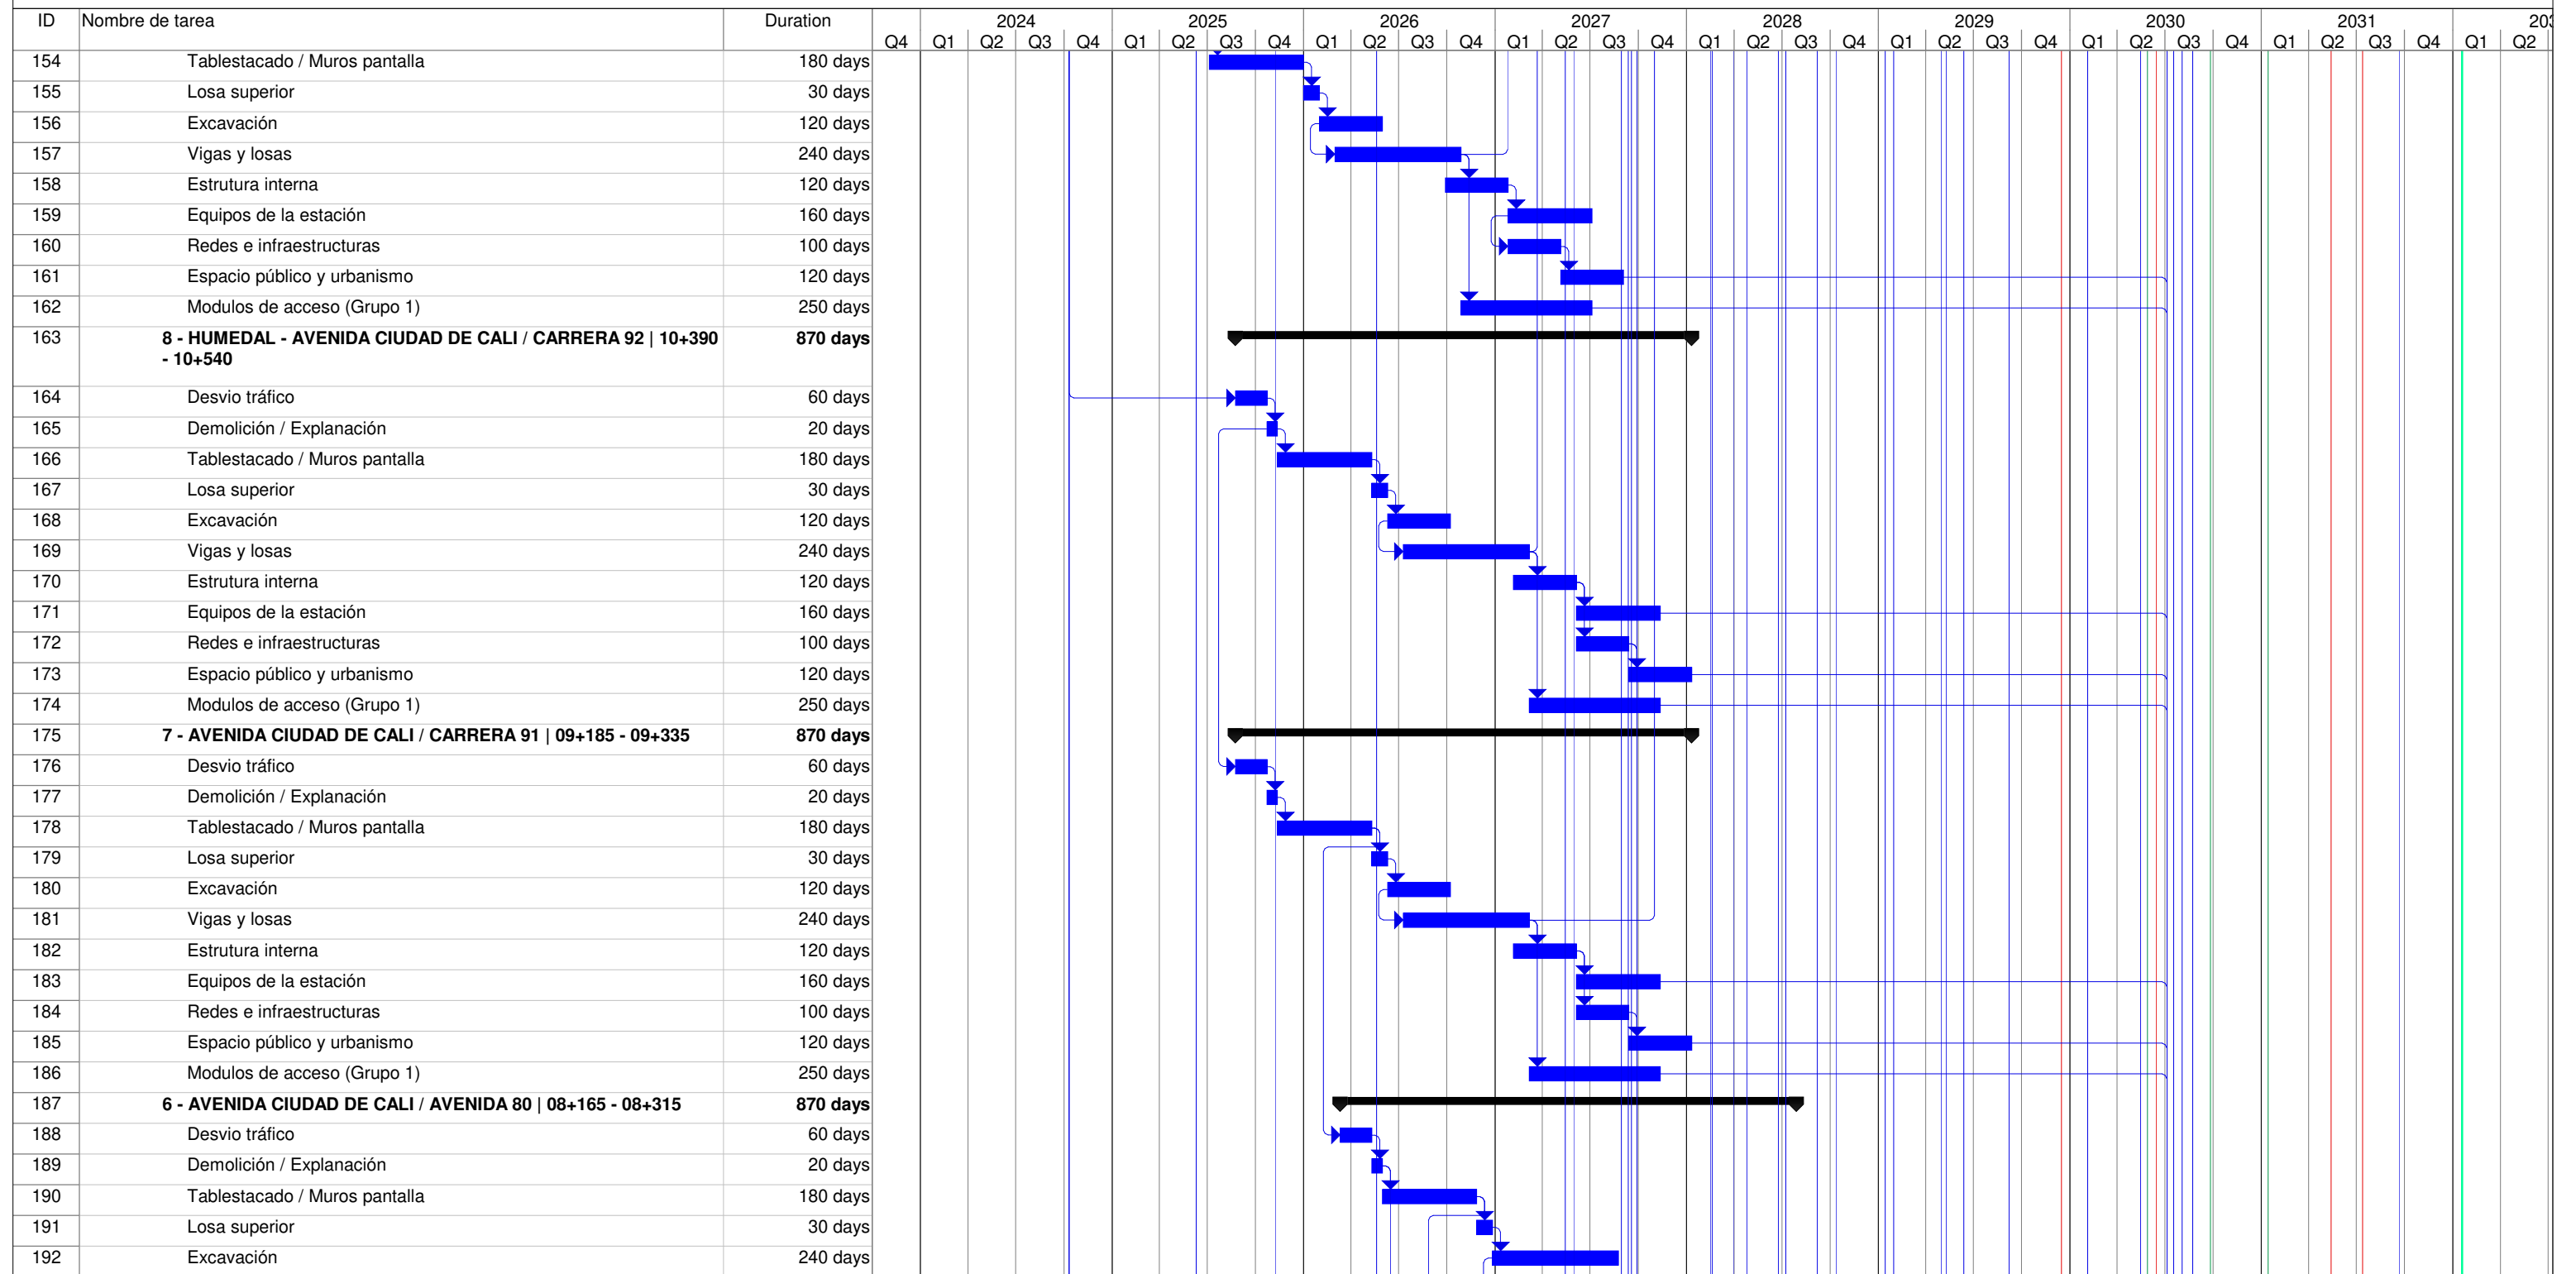 ID Nombre de tarea Duration 2024 2025 2026 2027 2028 2029 2030 2031
Q4 Q1 Q2 Q3 Q4 Q1 Q2 Q3 Q4 Q1 Q2 Q3 Q4 Q1 Q2 Q3 Q4 Q1 Q2 Q3 Q4 Q1 Q2 Q3 Q4 Q1 Q2 Q3 Q4 Q1 Q2 Q3 Q4 Q1 Q2
154 Tablestacado / Muros pantalla 180 days
155 Losa superior 30 days
156 Excavación 120 days
157 Vigas y losas 240 days
158 Estrutura interna 120 days
159 Equipos de la estación 160 days
160 Redes e infraestructuras 100 days
161 Espacio público y urbanismo 120 days
162 Modulos de acceso (Grupo 1) 250 days
163 8 - HUMEDAL - AVENIDA CIUDAD DE CALI / CARRERA 92 | 10+390 870 days
- 10+540
164 Desvio tráfico 60 days
165 Demolición / Explanación 20 days
166 Tablestacado / Muros pantalla 180 days
167 Losa superior 30 days
168 Excavación 120 days
169 Vigas y losas 240 days
170 Estrutura interna 120 days
171 Equipos de la estación 160 days
172 Redes e infraestructuras 100 days
173 Espacio público y urbanismo 120 days
174 Modulos de acceso (Grupo 1) 250 days
175 7 - AVENIDA CIUDAD DE CALI / CARRERA 91 | 09+185 - 09+335 870 days
176 Desvio tráfico 60 days
177 Demolición / Explanación 20 days
178 Tablestacado / Muros pantalla 180 days
179 Losa superior 30 days
180 Excavación 120 days
181 Vigas y losas 240 days
182 Estrutura interna 120 days
183 Equipos de la estación 160 days
184 Redes e infraestructuras 100 days
185 Espacio público y urbanismo 120 days
186 Modulos de acceso (Grupo 1) 250 days
187 6 - AVENIDA CIUDAD DE CALI / AVENIDA 80 | 08+165 - 08+315 870 days
188 Desvio tráfico 60 days
189 Demolición / Explanación 20 days
190 Tablestacado / Muros pantalla 180 days
191 Losa superior 30 days
192 Excavación 240 days